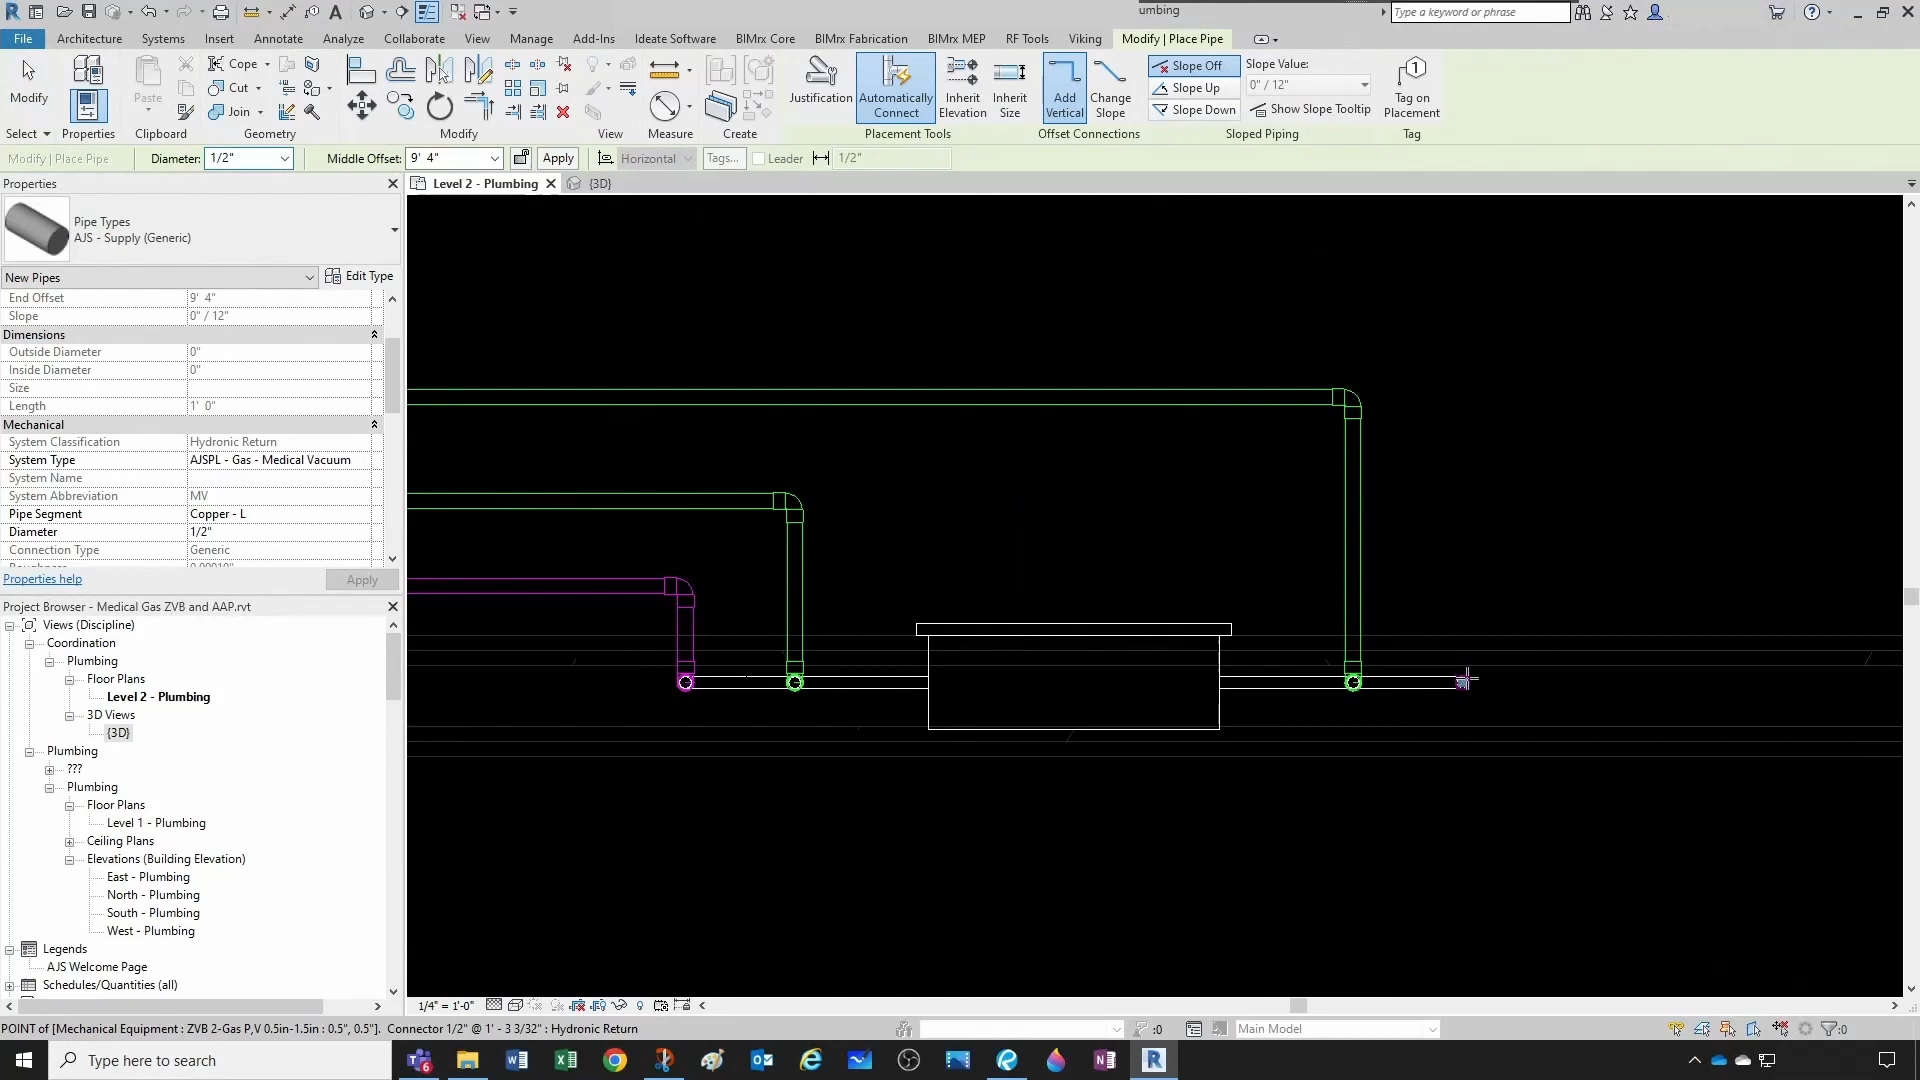 umbing
Type a keyword or phrase
File Architecture Systems Insert Annotate Analyze Collaborate View Manage Add-Ins Ideate Software BIMrx Core BIMrx Fabrication BIMrx MEP RF Tools Viking Modify | Place Pipe
Modify
Paste
Cope
Cut
Join
Justification
Automatically Connect
Inherit Elevation
Inherit Size
Add Vertical
Change Slope
Slope Off
Slope Up
Slope Down
Slope Value:
0" / 12"
Show Slope Tooltip
Tag on Placement
Select Properties Clipboard Geometry Modify View Measure Create Placement Tools Offset Connections Sloped Piping Tag
Modify | Place Pipe Diameter: 1/2" Middle Offset: 9' 4" Apply Horizontal Tags... Leader 1/2"
Properties
Level 2 - Plumbing {3D}
Pipe Types
AJS - Supply (Generic)
New Pipes Edit Type
End Offset 9' 4"
Slope 0" / 12"
Dimensions
Outside Diameter 0"
Inside Diameter 0"
Size
Length 1' 0"
Mechanical
System Classification Hydronic Return
System Type AJSPL - Gas - Medical Vacuum
System Name
System Abbreviation MV
Pipe Segment Copper - L
Diameter 1/2"
Connection Type Generic
Properties help Apply
Project Browser - Medical Gas ZVB and AAP.rvt
Views (Discipline)
Coordination
Plumbing
Floor Plans
Level 2 - Plumbing
3D Views
{3D}
Plumbing
???
Plumbing
Floor Plans
Level 1 - Plumbing
Ceiling Plans
Elevations (Building Elevation)
East - Plumbing
North - Plumbing
South - Plumbing
West - Plumbing
Legends
AJS Welcome Page
Schedules/Quantities (all)
1/4" = 1'-0"
POINT of [Mechanical Equipment : ZVB 2-Gas P,V 0.5in-1.5in : 0.5", 0.5"]. Connector 1/2" @ 1' - 3 3/32" : Hydronic Return
:0
Main Model
:0
Type here to search
6